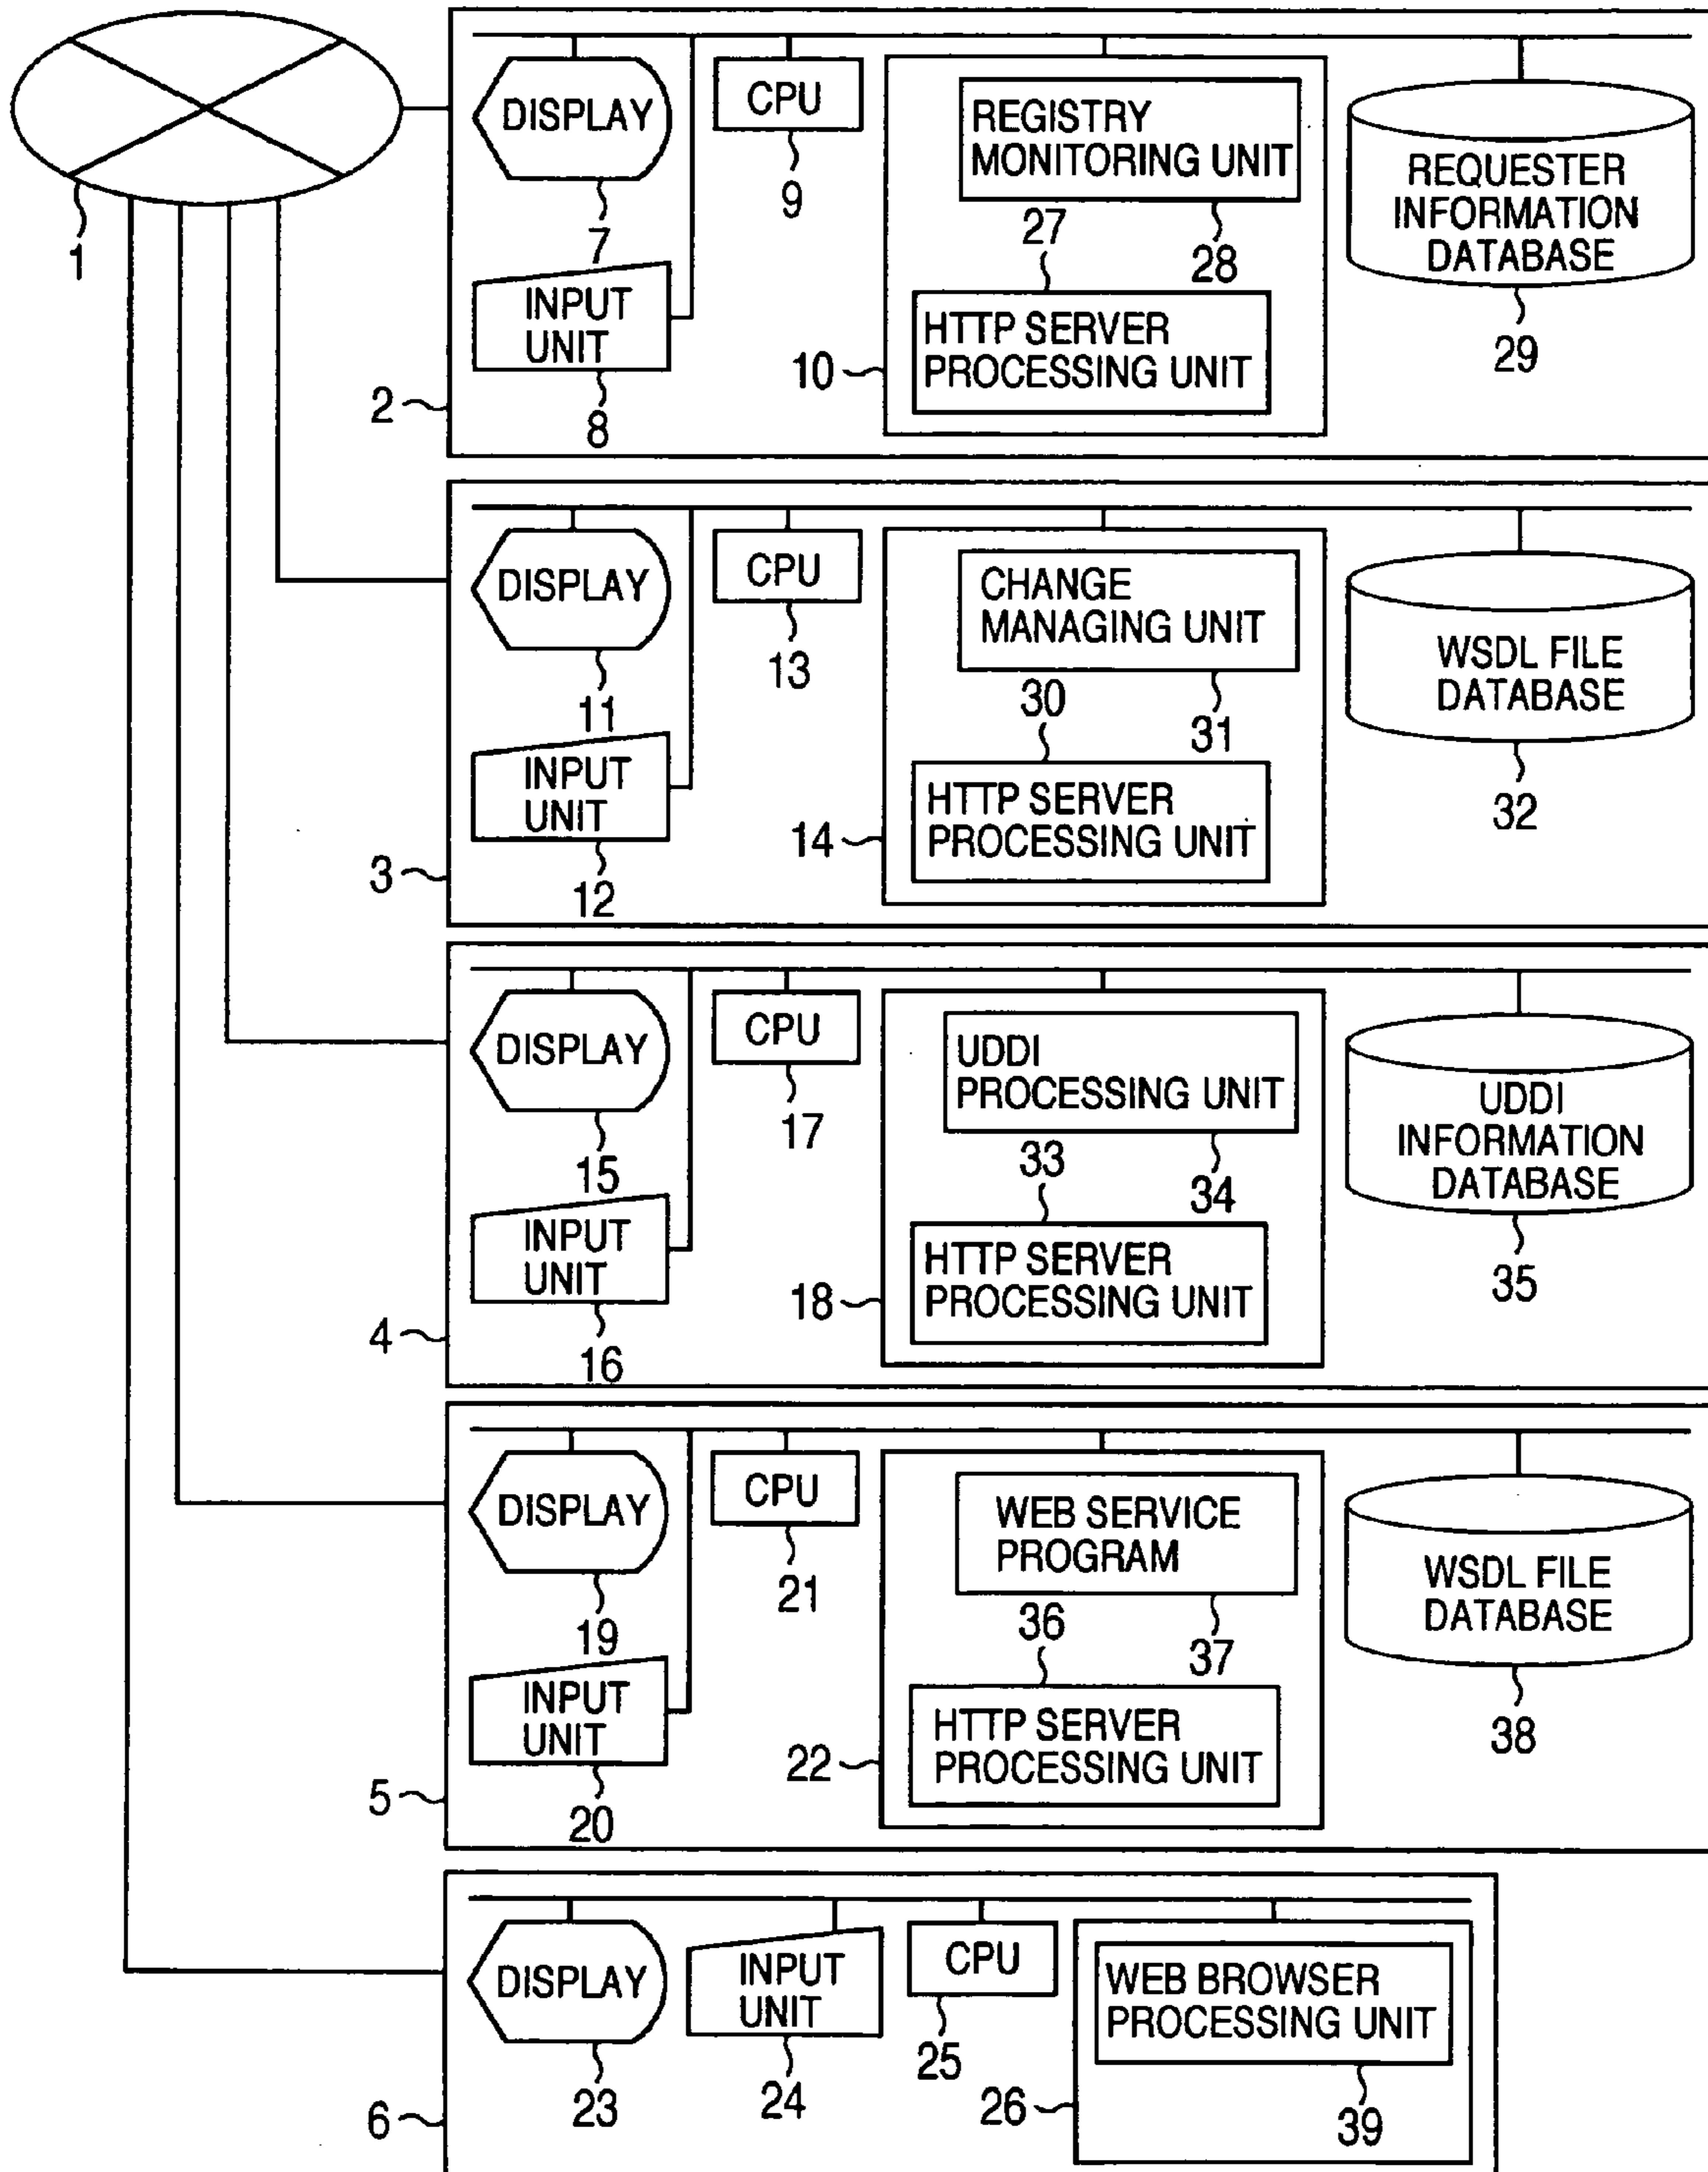 1
DISPLAY
7
INPUT
UNIT
8
CPU
9
REGISTRY
MONITORING UNIT
27
28
HTTP SERVER
PROCESSING UNIT
10
REQUESTER
INFORMATION
DATABASE
29
2
DISPLAY
11
INPUT
UNIT
12
CPU
13
CHANGE
MANAGING UNIT
30
31
HTTP SERVER
PROCESSING UNIT
14
WSDL FILE
DATABASE
32
3
DISPLAY
15
INPUT
UNIT
16
CPU
17
UDDI
PROCESSING UNIT
33
34
HTTP SERVER
PROCESSING UNIT
18
UDDI
INFORMATION
DATABASE
35
4
DISPLAY
19
INPUT
UNIT
20
CPU
21
WEB SERVICE
PROGRAM
36
37
HTTP SERVER
PROCESSING UNIT
22
WSDL FILE
DATABASE
38
5
DISPLAY
23
INPUT
UNIT
24
CPU
25
WEB BROWSER
PROCESSING UNIT
39
26
6